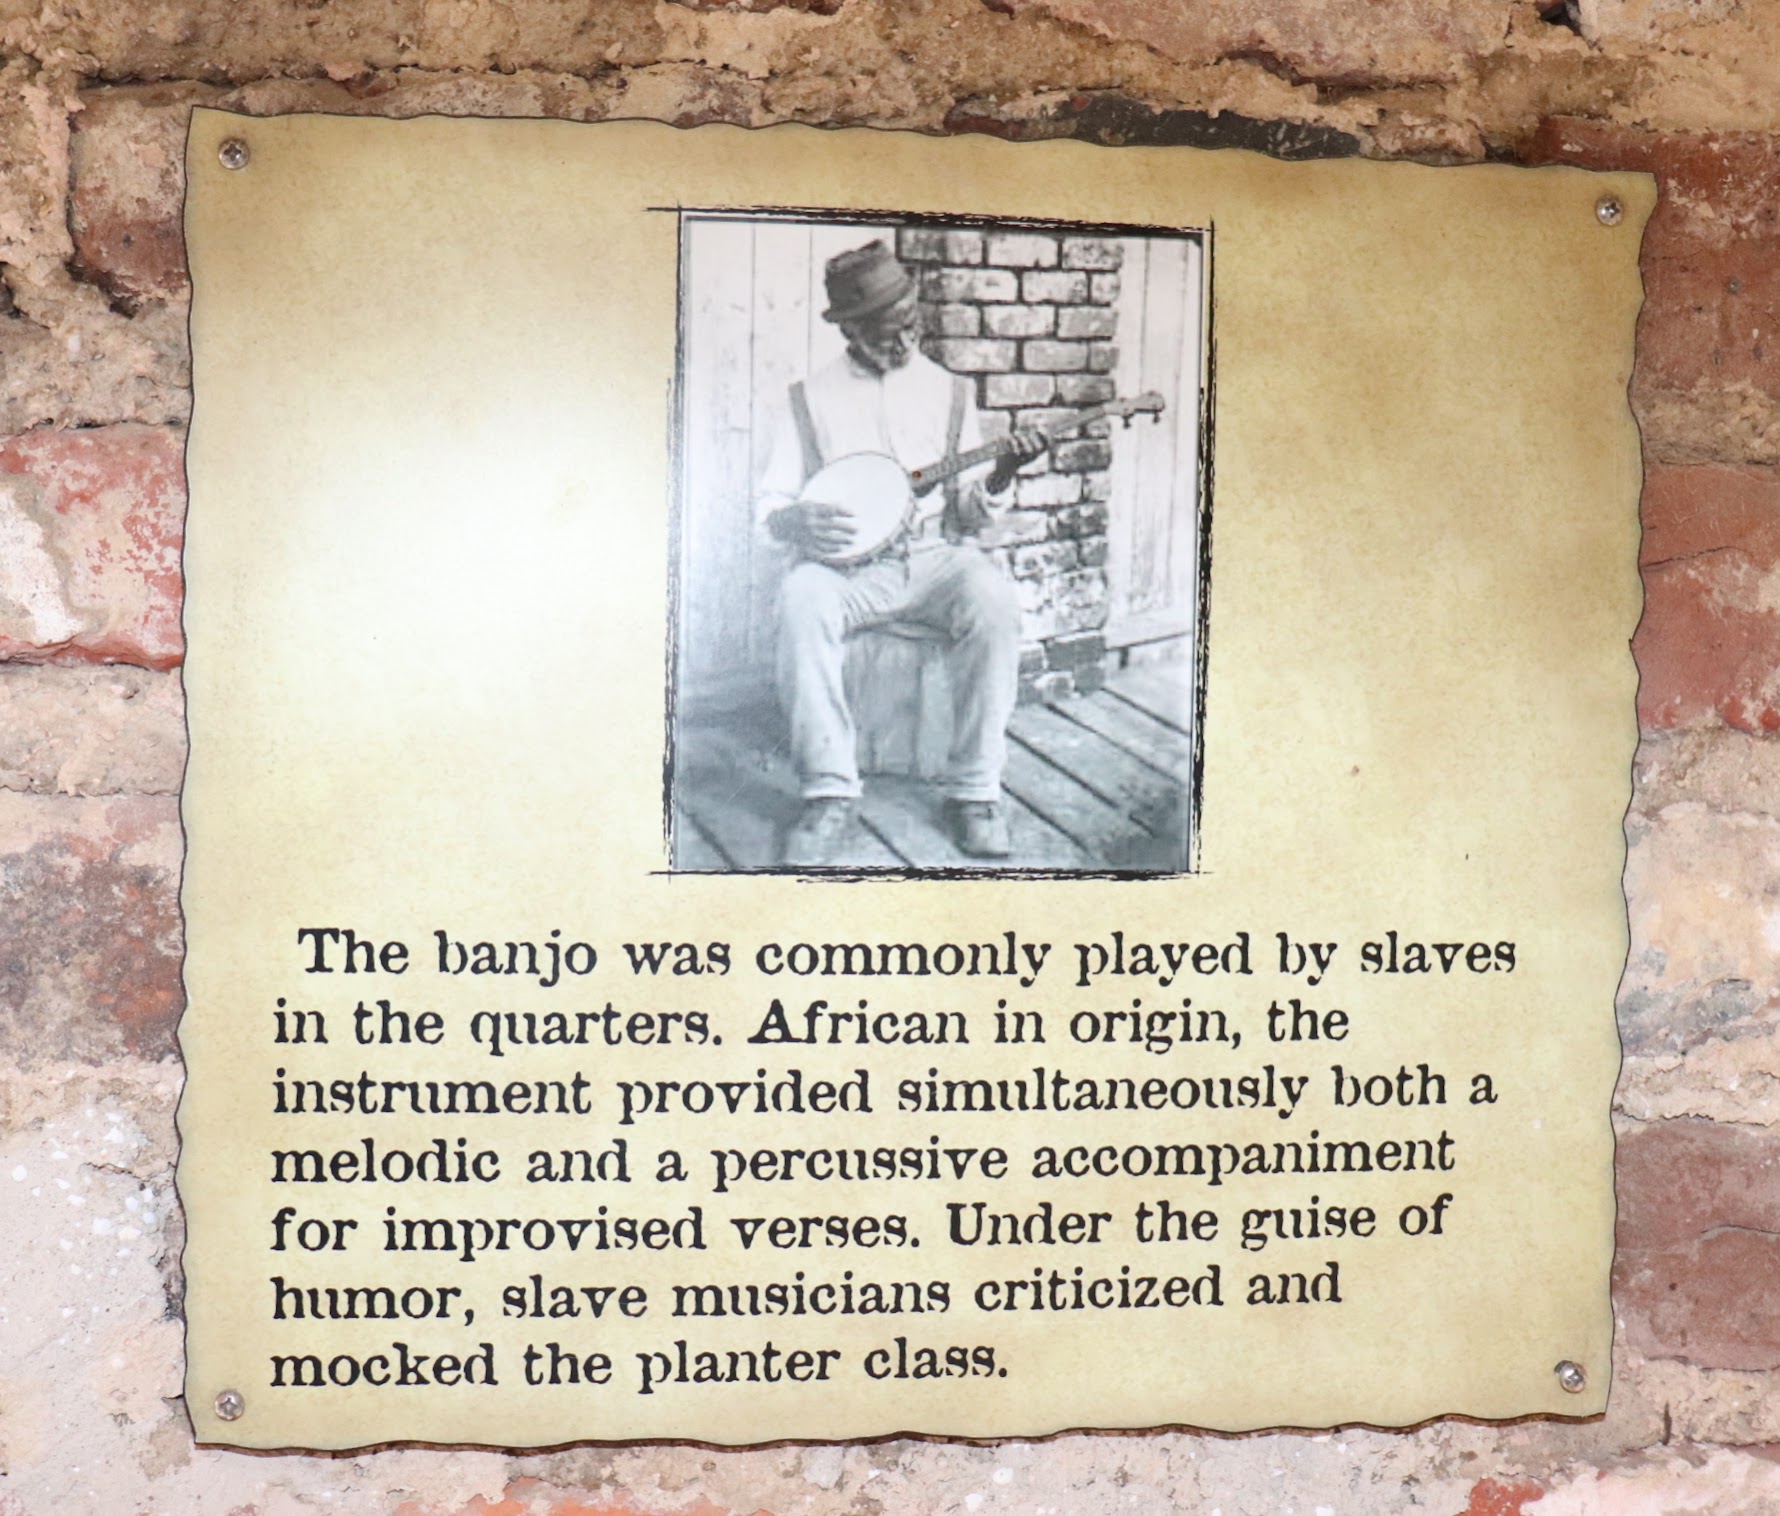 The banjo was commonly played by slaves
in the quarters. African in origin, the
instrument provided simultaneously both a
melodic and a percussive accompaniment
for improvised verses. Under the guise of
humor, slave musicians criticized and
mocked the planter class.